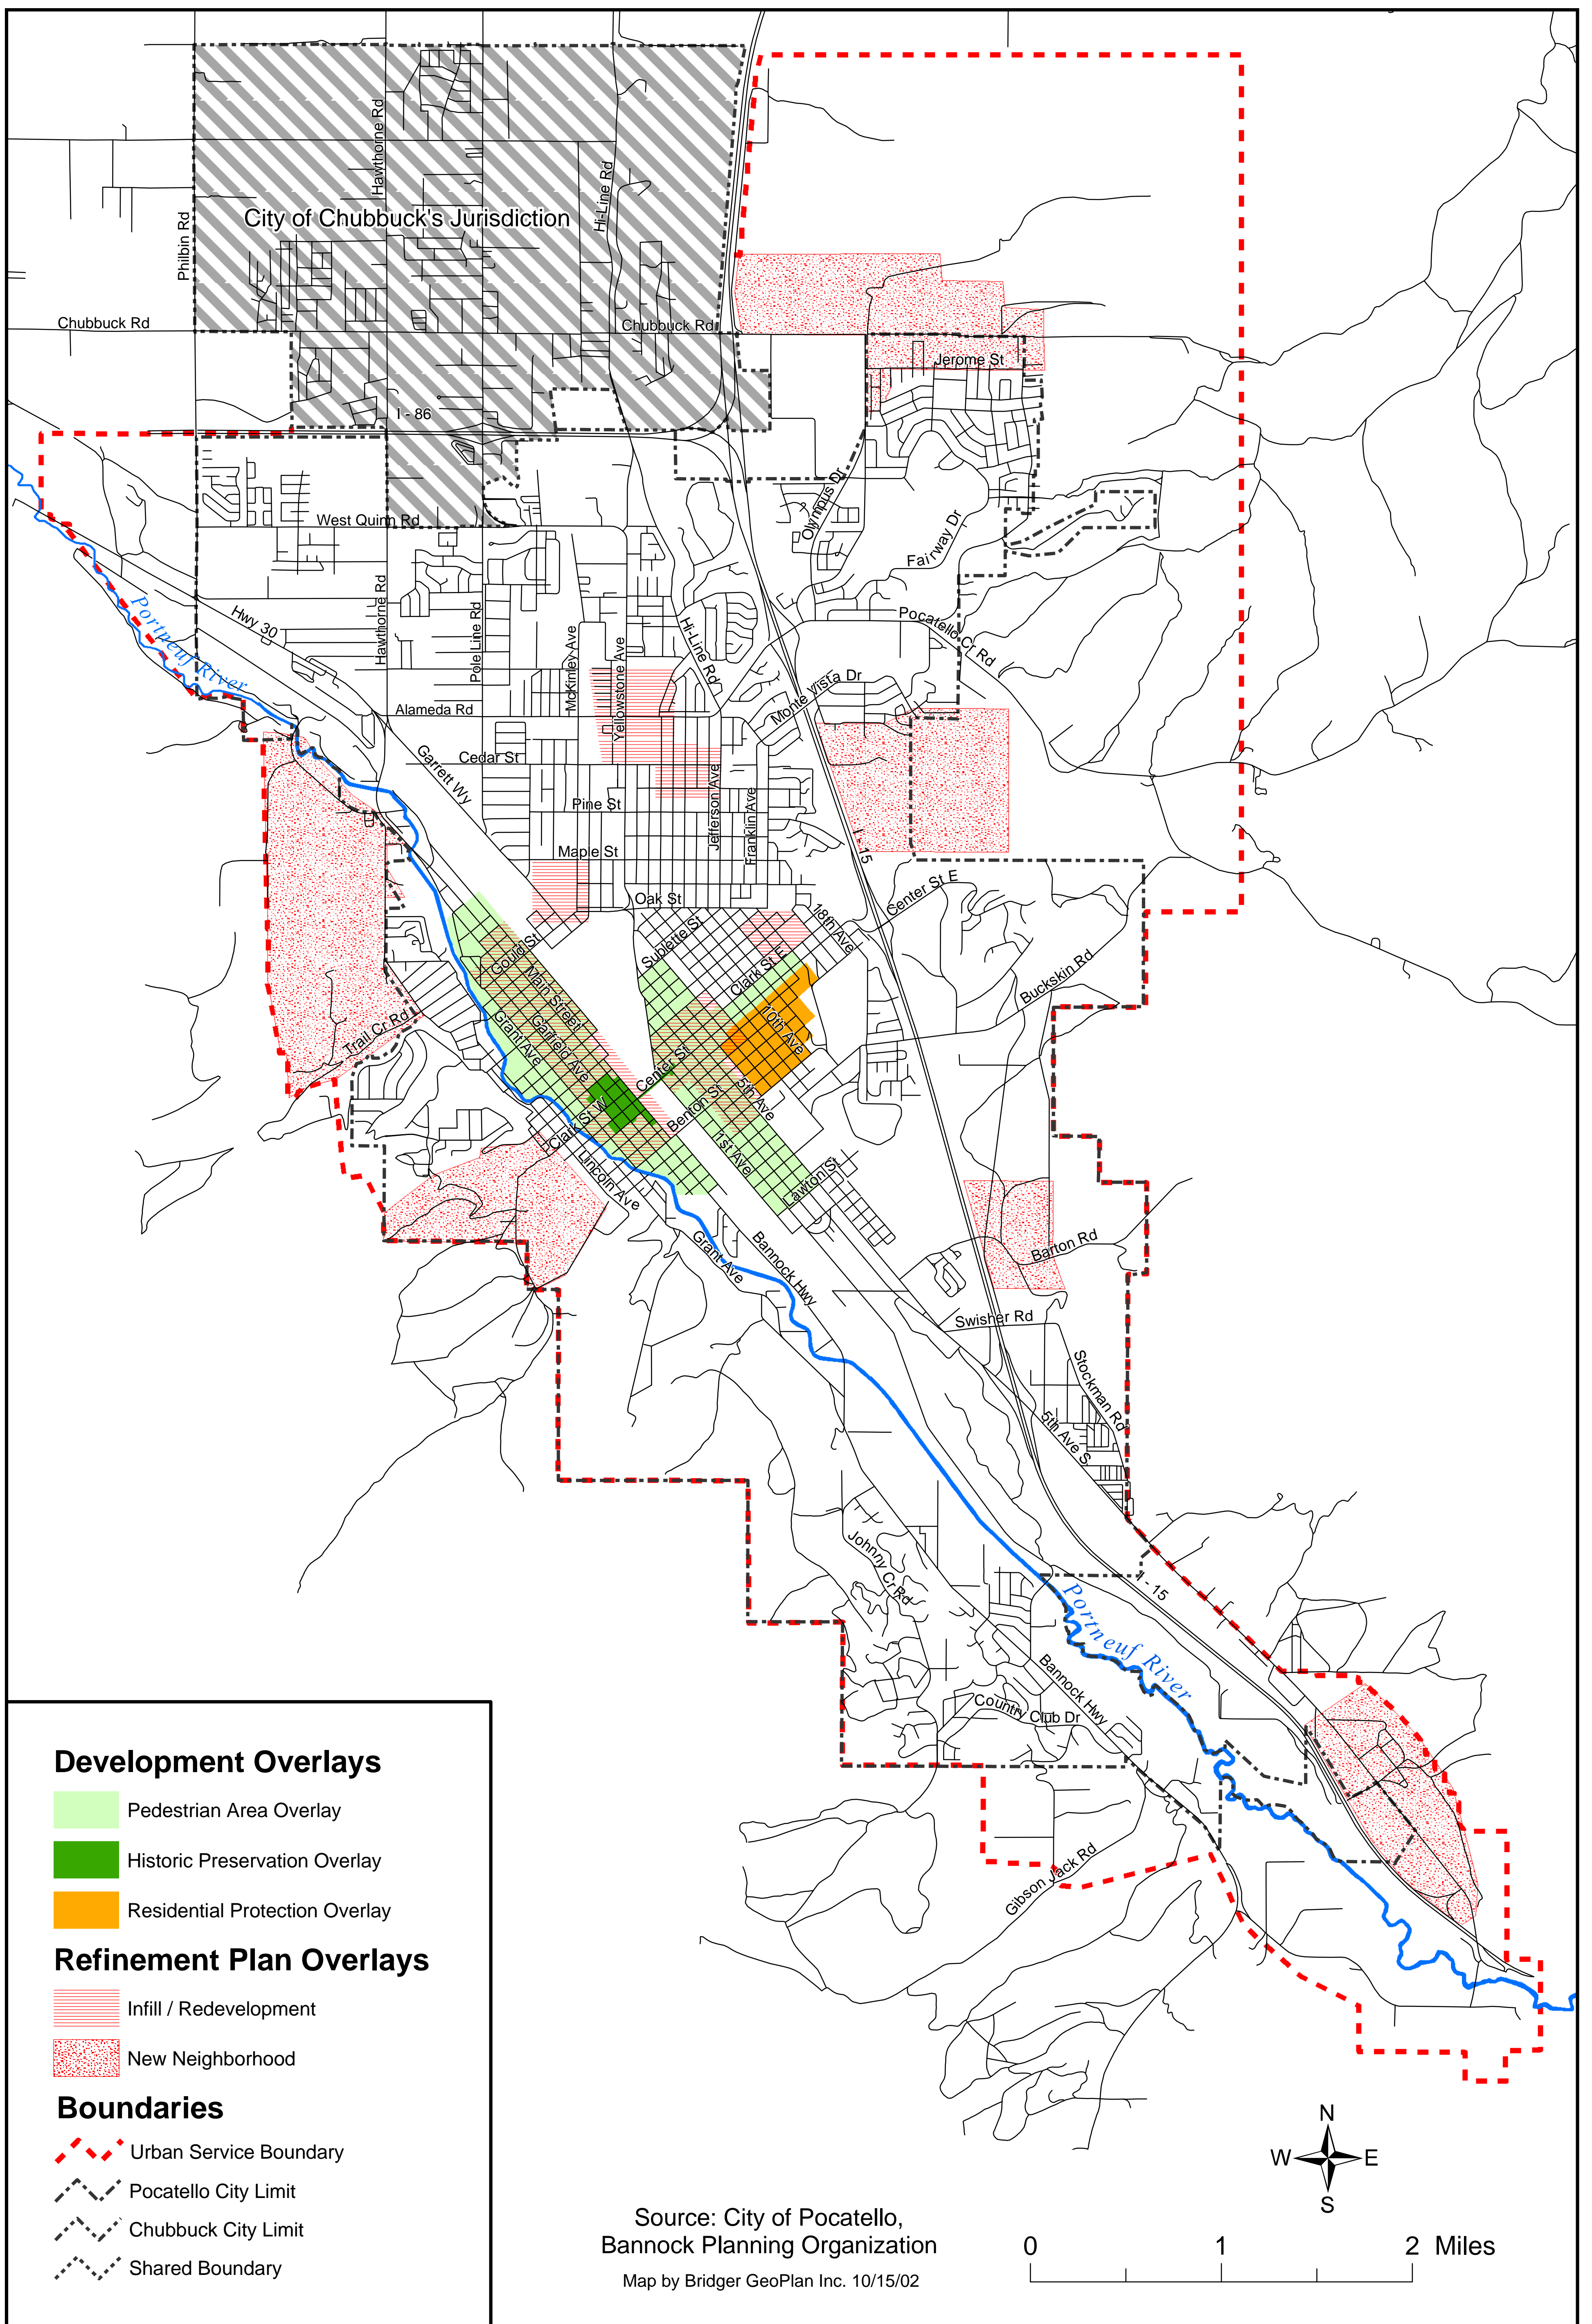 Hawthorne Rd
Hi-Line Rd
City of Chubbuck's Jurisdiction
Philbin Rd
Chubbuck Rd
Chubbuck Rd
Jerome St
I - 86
Olympus Dr
West Quinn Rd
Fairway Dr
Portneuf River
Hwy 30
Hawthorne Rd
Pole Line Rd
McKinley Ave
Yellowstone Ave
Hi-Line Rd
Pocatello Cr Rd
Monte Vista Dr
Alameda Rd
Garrett Wy
Cedar St
Pine St
Jefferson Ave
Franklin Ave
Maple St
I - 15
Center St E
Oak St
18th Ave
Sublette St
Clark St E
Gould St
Main Street
Buckskin Rd
10th Ave
Trail Cr Rd
Grant Ave
Garfield Ave
Center St
5th Ave
Benton St
Clark St W
1st Ave
Lincoln Ave
Lawton St
Grant Ave
Bannock Hwy
Barton Rd
Swisher Rd
Stockman Rd
5th Ave S
Johnny Cr Rd
I - 15
Portneuf River
Bannock Hwy
Country Club Dr
Gibson Jack Rd
Development Overlays
Pedestrian Area Overlay
Historic Preservation Overlay
Residential Protection Overlay
Refinement Plan Overlays
Infill / Redevelopment
New Neighborhood
Boundaries
Urban Service Boundary
Pocatello City Limit
Chubbuck City Limit
Shared Boundary
Source: City of Pocatello,
Bannock Planning Organization
Map by Bridger GeoPlan Inc. 10/15/02
N
W E
S
0 1 2 Miles